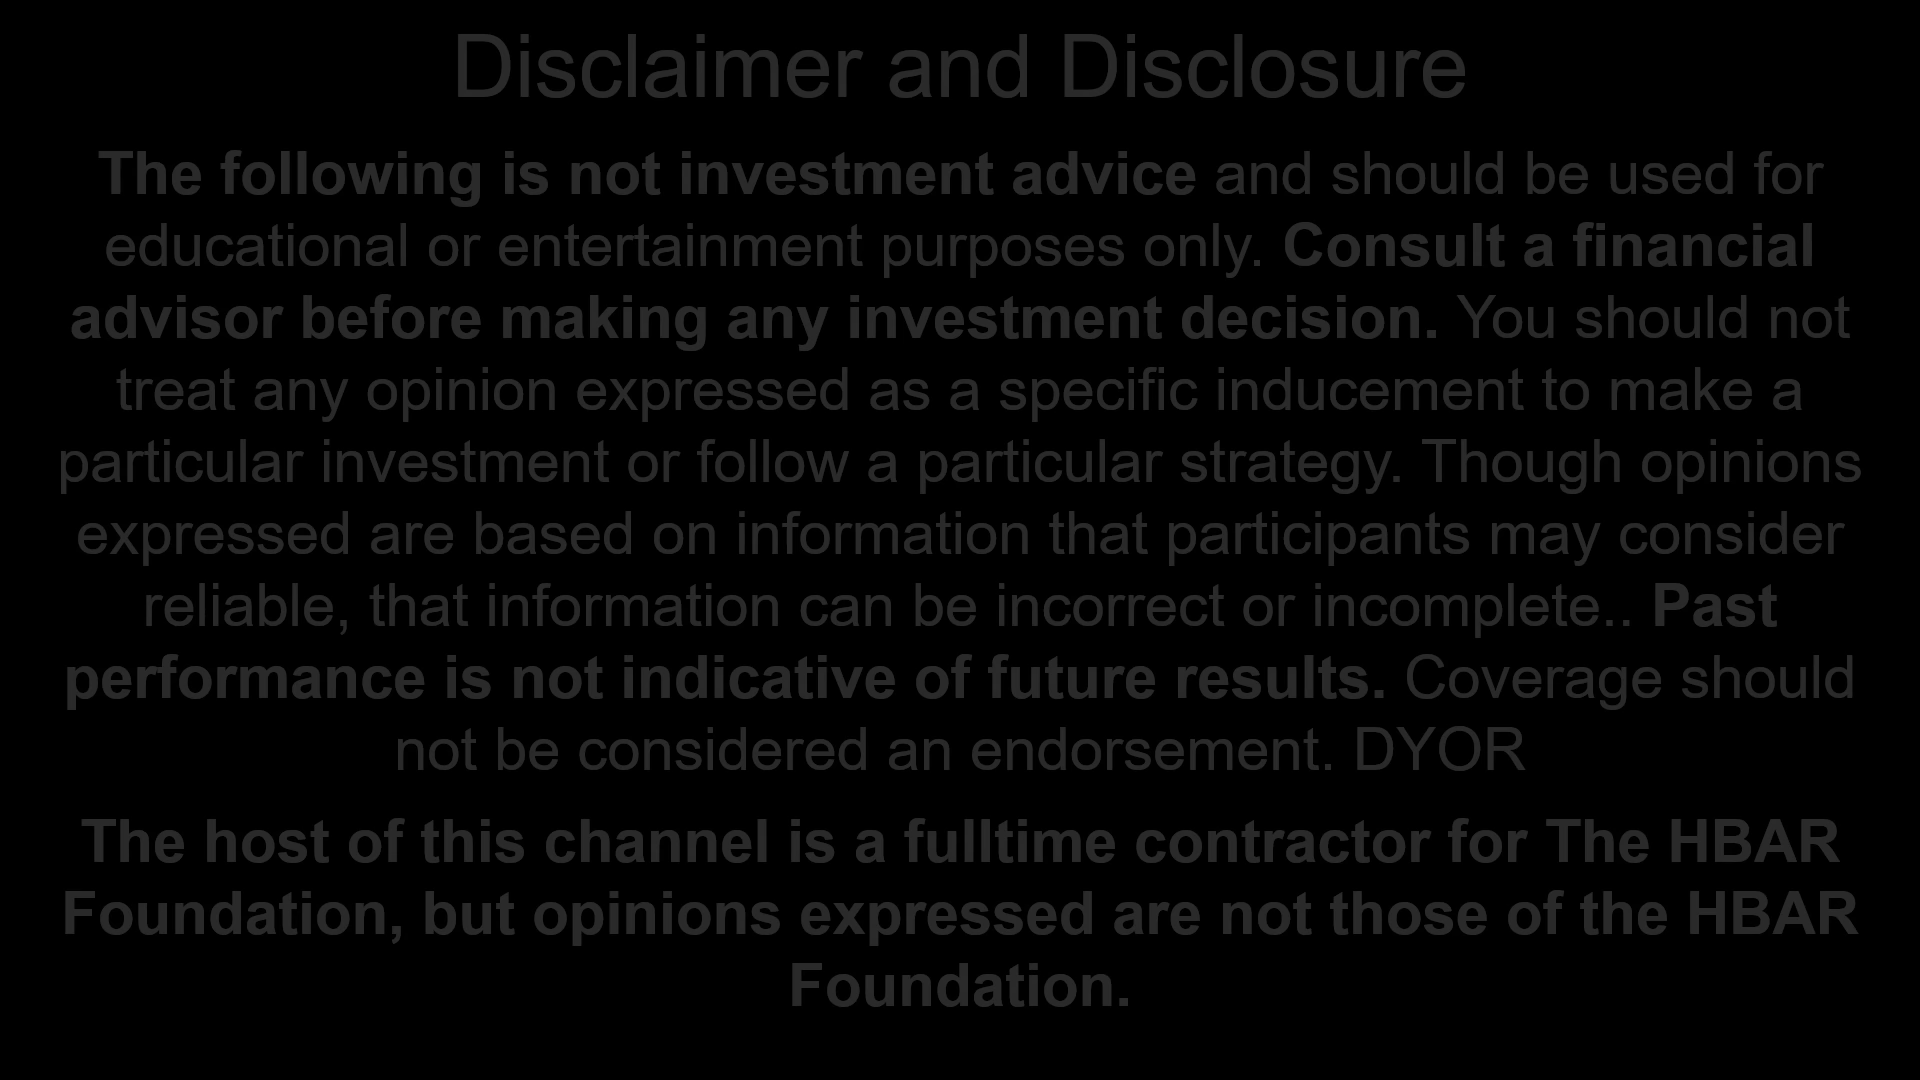 Disclaimer and Disclosure
The following is not investment advice and should be used for
educational or entertainment purposes only. Consult a financial
advisor before making any investment decision. You should not
treat any opinion expressed as a specific inducement to make a
particular investment or follow a particular strategy. Though opinions
expressed are based on information that participants may consider
reliable, that information can be incorrect or incomplete.. Past
performance is not indicative of future results. Coverage should
not be considered an endorsement. DYOR
The host of this channel is a fulltime contractor for The HBAR
Foundation, but opinions expressed are not those of the HBAR
Foundation.